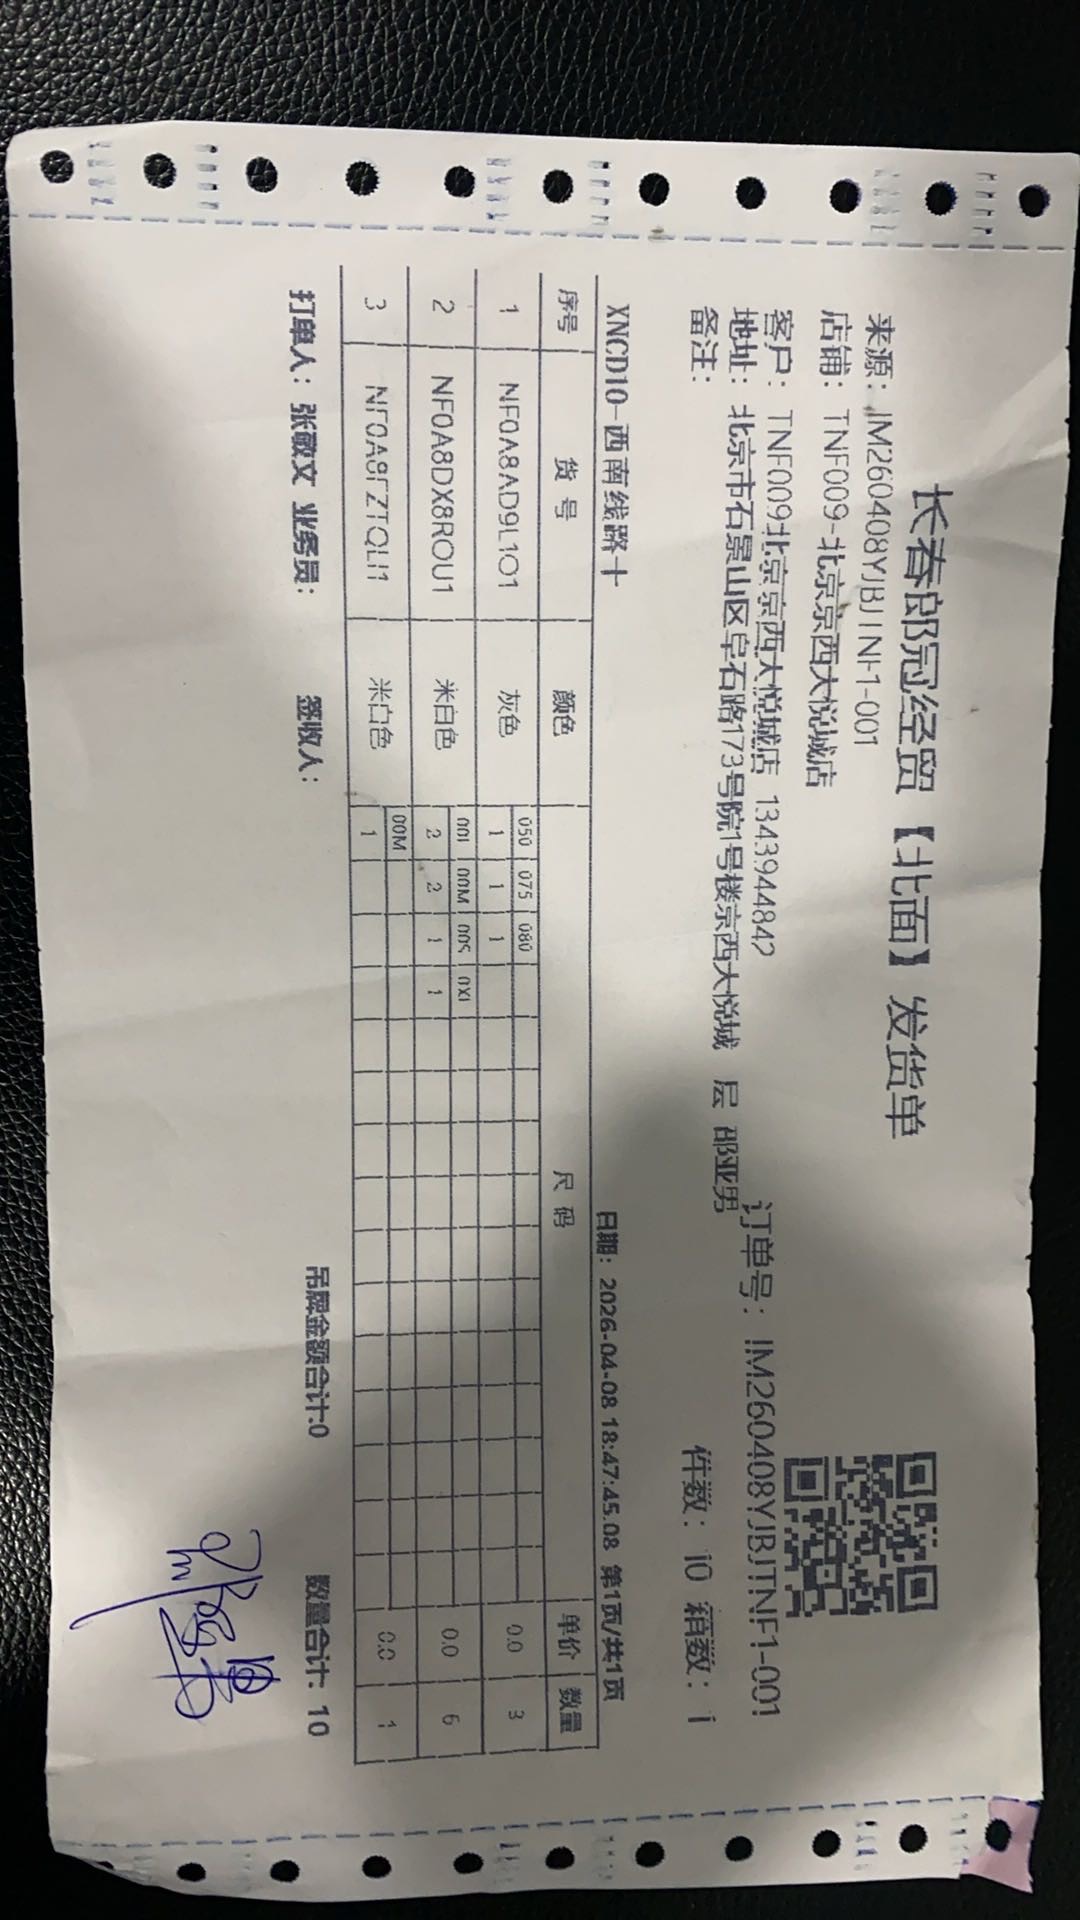 长春郎冠经贸【北面】发货单
来源：IM260408YJBJTNF1-001
店铺：TNF009-北京京西大悦城店
订单号：IM260408YJBJTNF1-001
客户：TNF009北京京西大悦城店 1343944842
地址：北京市石景山区阜石路173号院1号楼京西大悦城 层 邵亚男
备注：
件数：10 箱数：1
XNCD10-西南线路十
日期：2026-04-08 18:47:45.08 第1页/共1页
序号 货号 颜色 尺码 单价 数量
050 075 080
1 NF0A8AD9L1O1 灰色 1 1 1 0.0 3
00L 00M 00S 0XL
2 NF0A8DX8ROU1 米白色 2 2 1 1 0.0 6
00M
3 NF0A8FZTQLI1 米白色 1 0.0 1
打单人：张敏文 业务员： 签收人： 吊牌金额合计:0 数量合计：10